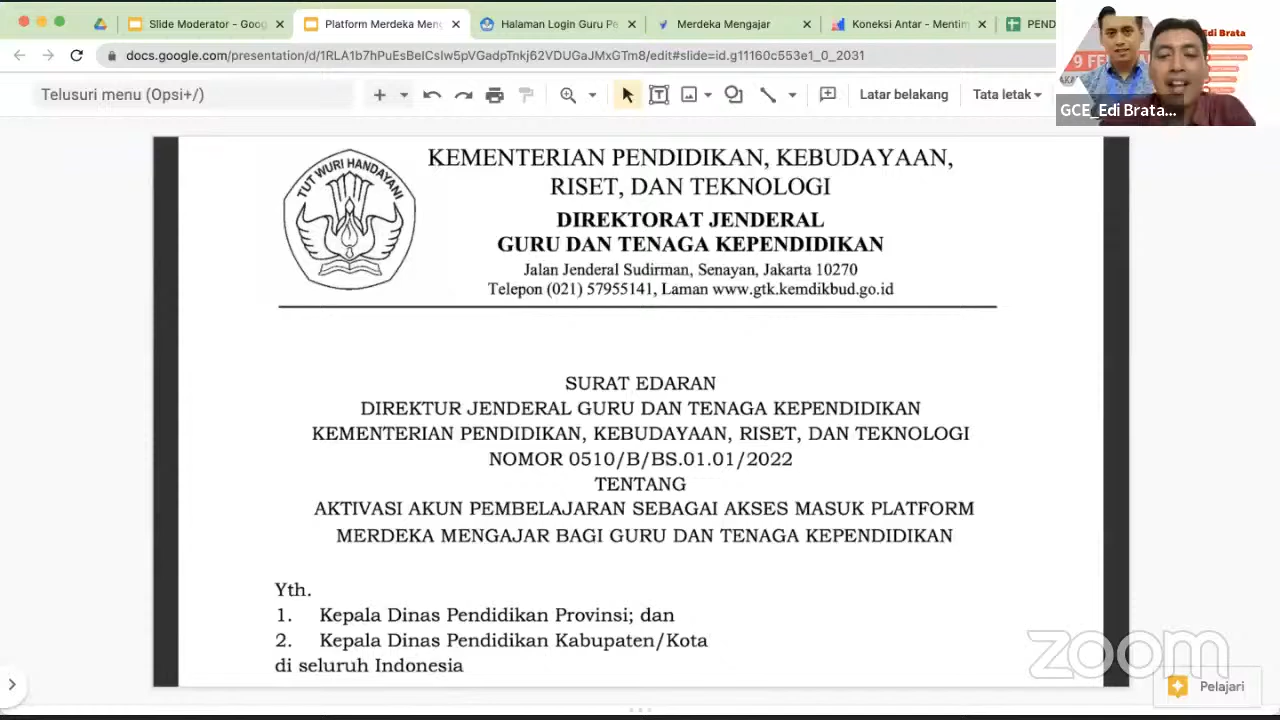 Slide Moderator - Goog
Platform Merdeka Meng
Halaman Login Guru Pe
Merdeka Mengajar
Koneksi Antar - Mentim
PEND
docs.google.com/presentation/d/1RLA1b7hPuEsBeICsIw5pVGadpmkj62VDUGaJMxGTm8/edit#slide=id.g11160c553e1_0_2031
Telusuri menu (Opsi+/)
Latar belakang
Tata letak
Edi Brata
9 FE
GCE_Edi Brata...
TUT WURI HANDAYANI
KEMENTERIAN PENDIDIKAN, KEBUDAYAAN,
RISET, DAN TEKNOLOGI
DIREKTORAT JENDERAL
GURU DAN TENAGA KEPENDIDIKAN
Jalan Jenderal Sudirman, Senayan, Jakarta 10270
Telepon (021) 57955141, Laman www.gtk.kemdikbud.go.id
SURAT EDARAN
DIREKTUR JENDERAL GURU DAN TENAGA KEPENDIDIKAN
KEMENTERIAN PENDIDIKAN, KEBUDAYAAN, RISET, DAN TEKNOLOGI
NOMOR 0510/B/BS.01.01/2022
TENTANG
AKTIVASI AKUN PEMBELAJARAN SEBAGAI AKSES MASUK PLATFORM
MERDEKA MENGAJAR BAGI GURU DAN TENAGA KEPENDIDIKAN
Yth.
1. Kepala Dinas Pendidikan Provinsi; dan
2. Kepala Dinas Pendidikan Kabupaten/Kota
di seluruh Indonesia
zoom
Pelajari